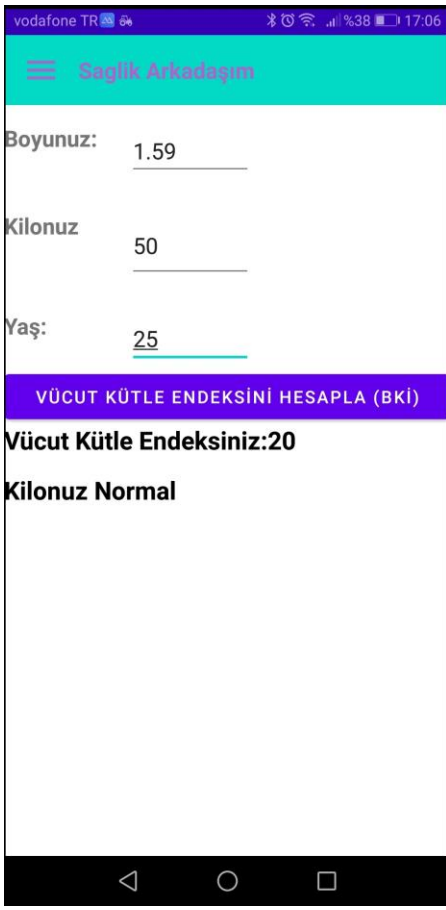 vodafone TR %38 17:06
Saglik Arkadaşım
Boyunuz: 1.59
Kilonuz 50
Yaş: 25
VÜCUT KÜTLE ENDEKSİNİ HESAPLA (BKİ)
Vücut Kütle Endeksiniz:20
Kilonuz Normal